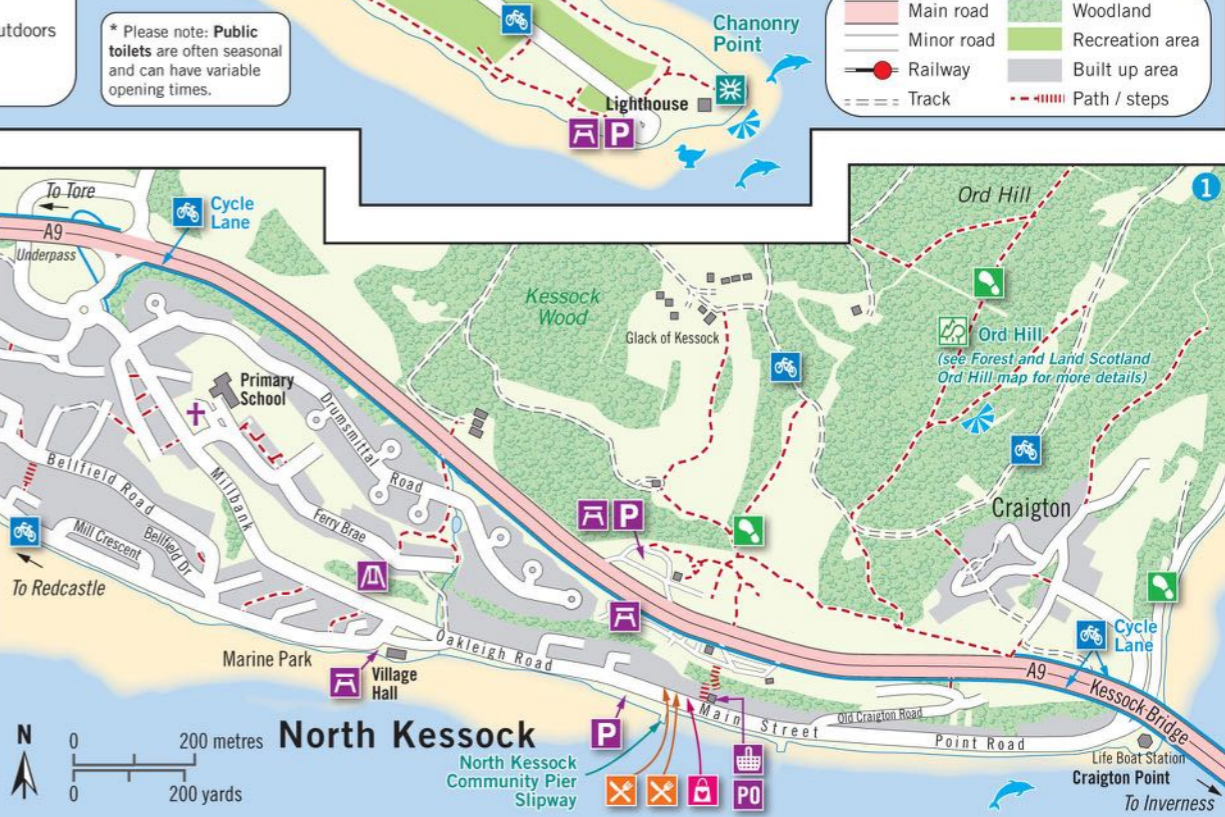 utdoors
* Please note: Public
toilets are often seasonal
and can have variable
opening times.
Chanonry
Point
Lighthouse
P
Main road
Minor road
Railway
Track
Woodland
Recreation area
Built up area
Path / steps
1
To Tore
A9
Underpass
Cycle
Lane
Kessock
Wood
Glack of Kessock
Ord Hill
Ord Hill
(see Forest and Land Scotland
Ord Hill map for more details)
Primary
School
Drumsmittal Road
Bellfield Road
Millbank
Ferry Brae
Mill Crescent
Bellfield Dr
To Redcastle
P
Craigton
Cycle
Lane
Oakleigh Road
Marine Park
Village
Hall
A9
Kessock Bridge
Old Craigton Road
Main Street
Point Road
Life Boat Station
Craigton Point
To Inverness
N
0 200 metres
0 200 yards
North Kessock
P
North Kessock
Community Pier
Slipway
PO